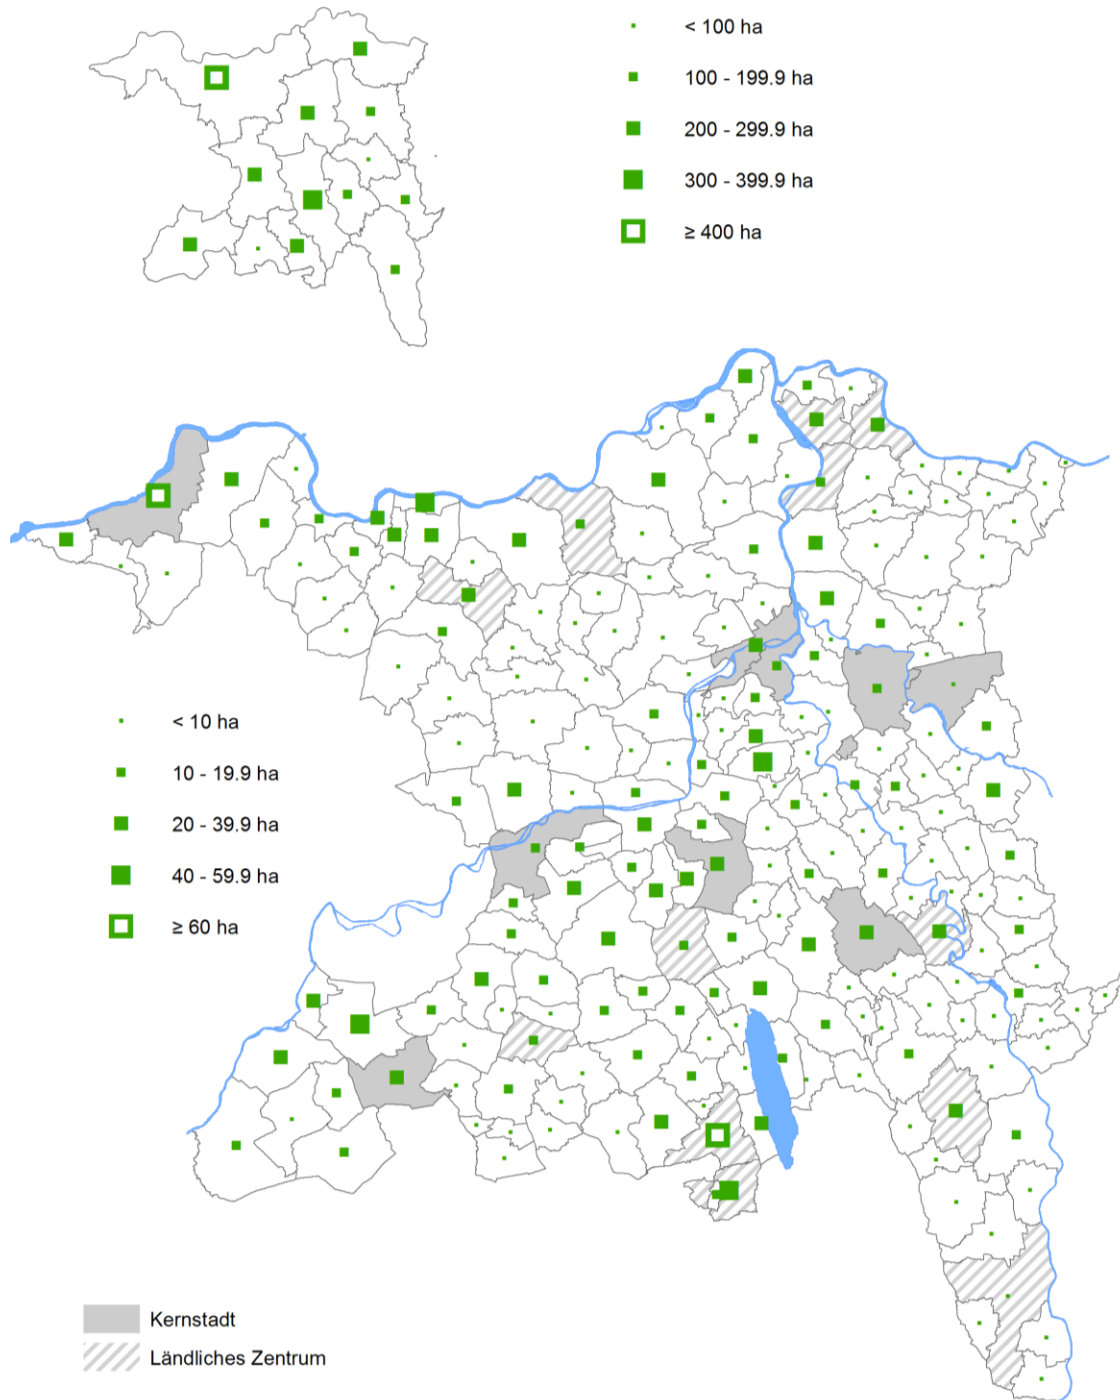 < 100 ha
100 - 199.9 ha
200 - 299.9 ha
300 - 399.9 ha
≥ 400 ha
< 10 ha
10 - 19.9 ha
20 - 39.9 ha
40 - 59.9 ha
≥ 60 ha
Kernstadt
Ländliches Zentrum